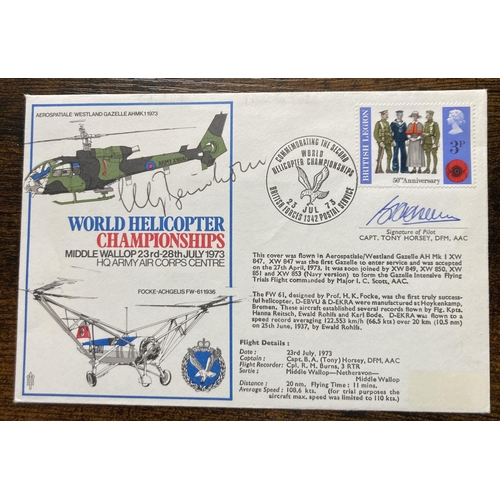 AEROSPATIALE/WESTLAND GAZELLE AHMK1 1973
WORLD HELICOPTER
CHAMPIONSHIPS
MIDDLE WALLOP 23rd-28th JULY 1973
HQ ARMY AIR CORPS CENTRE
FOCKE-ACHGELIS FW-61 1936
COMMEMORATING THE SECOND
WORLD
HELICOPTER CHAMPIONSHIPS
23
JUL 73
BRITISH FORCES 1342 POSTAL SERVICE
BRITISH LEGION
3p
50th Anniversary
Signature of Pilot
CAPT. TONY HORSEY, DFM, AAC
This cover was flown in Aerospatiale/Westland Gazelle AH Mk I XW
847. XW 847 was the first Gazelle to enter service and was accepted
on the 27th April, 1973. It was soon joined by XW 849, XW 850, XW
851 and XW 853 (Navy version) to form the Gazelle Intensive Flying
Trials Flight commanded by Major I. C. Scott, AAC.
The FW 61, designed by Prof. H. K. Focke, was the first truly success-
ful helicopter. D-EBVU & D-EKRA were manufactured at Hoykenkamp,
Bremen. These aircraft established several records flown by Flg. Kpts.
Hanna Reitsch, Ewald Rohlfs and Karl Bode. D-EKRA was flown to a
speed record averaging 122.553 km/h (66.5 kts) over 20 km (10.5 nm)
on 25th June, 1937, by Ewald Rohlfs.
Flight Details :
Date : 23rd July, 1973
Captain : Capt. B. A. (Tony) Horsey, DFM, AAC
Flight Recorder: Cpl. R. M. Burns, 3 RTR
Sortie : Middle Wallop-Netheravon-
Middle Wallop
Distance : 20 nm. Flying Time : 11 mins.
Average Speed : 108.6 kts. (for trial purposes the
aircraft max. speed was limited to 110 kts.)